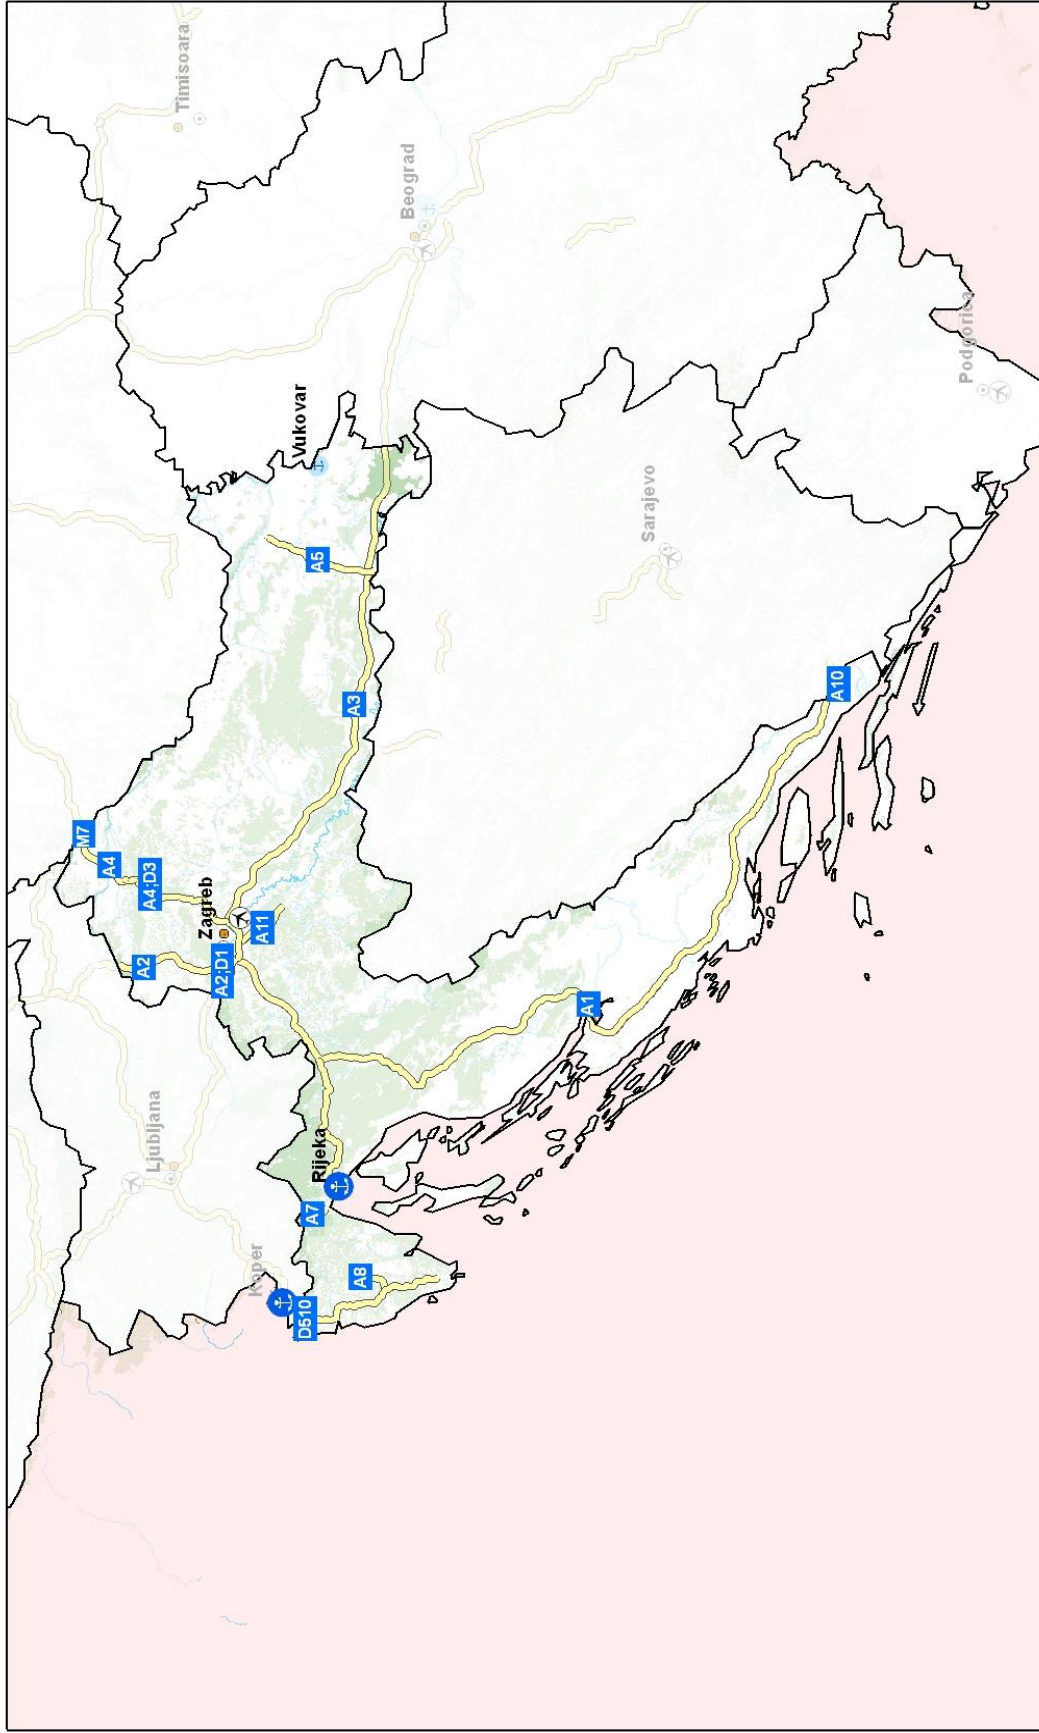 Timisoara
Beograd
Podgorica
Vukovar
Sarajevo
A5
A3
A10
M7
A4
A4;D3
Zagreb
A11
A2
A2;D1
A1
Ljubljana
Rijeka
A7
Koper
A8
D510